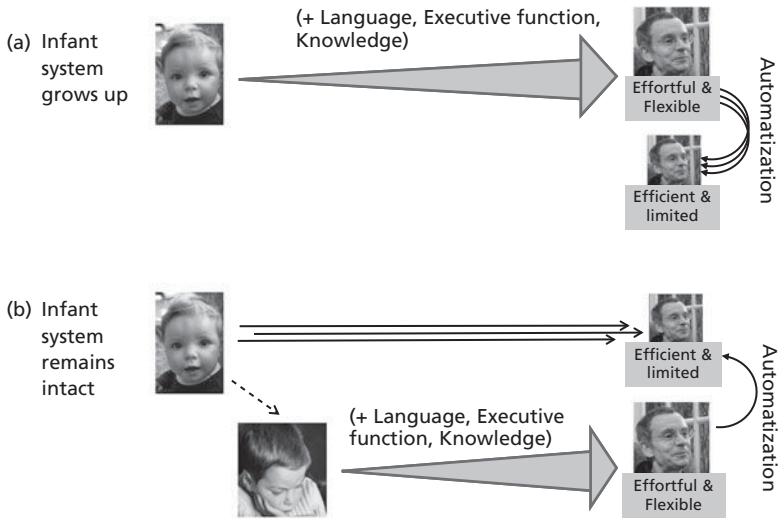 (+ Language, Executive function,
Knowledge)
(a) Infant
system
grows up
Effortful &
Flexible
Automatization
Efficient &
limited
(b) Infant
system
remains
intact
Efficient &
limited
(+ Language, Executive
function, Knowledge)
Automatization
Effortful &
Flexible